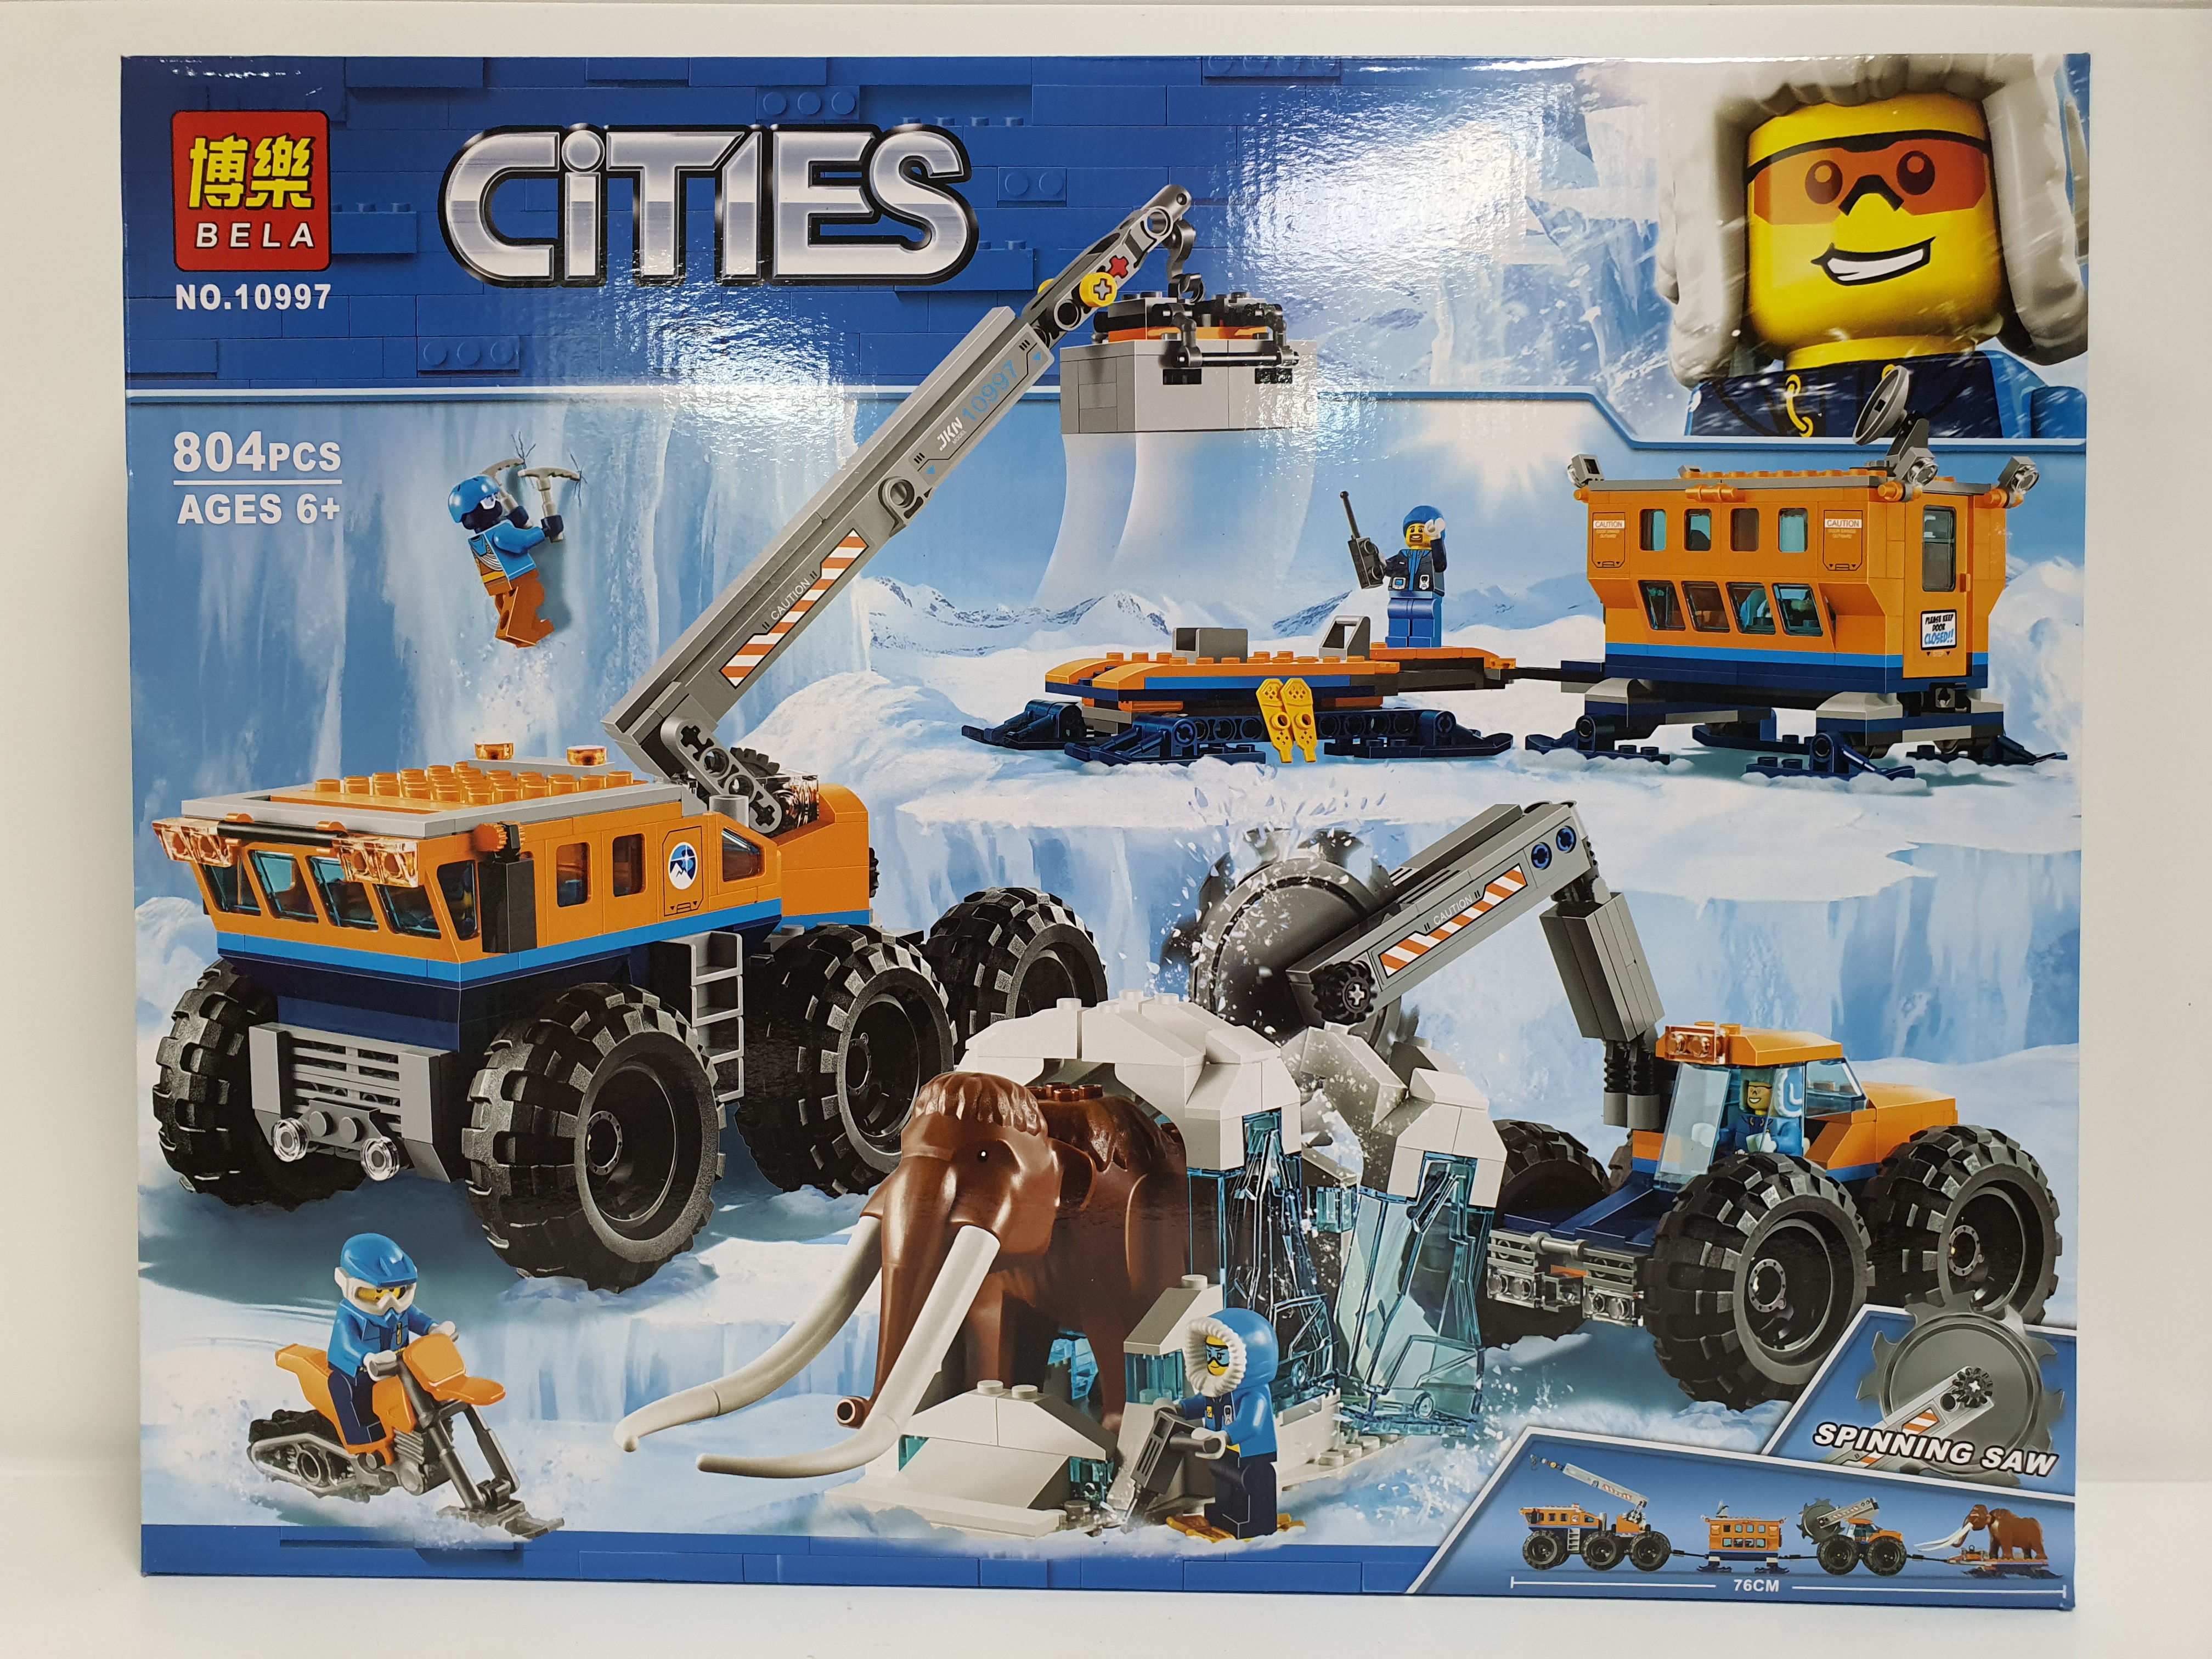 博樂
BELA
NO.10997
CiTIES
804PCS
AGES 6+
JKN
10997
CAUTION
CAUTION
CAUTION
PLEASE KEEP
DOOR
CLOSED!!
CAUTION
SPINNING SAW
76CM